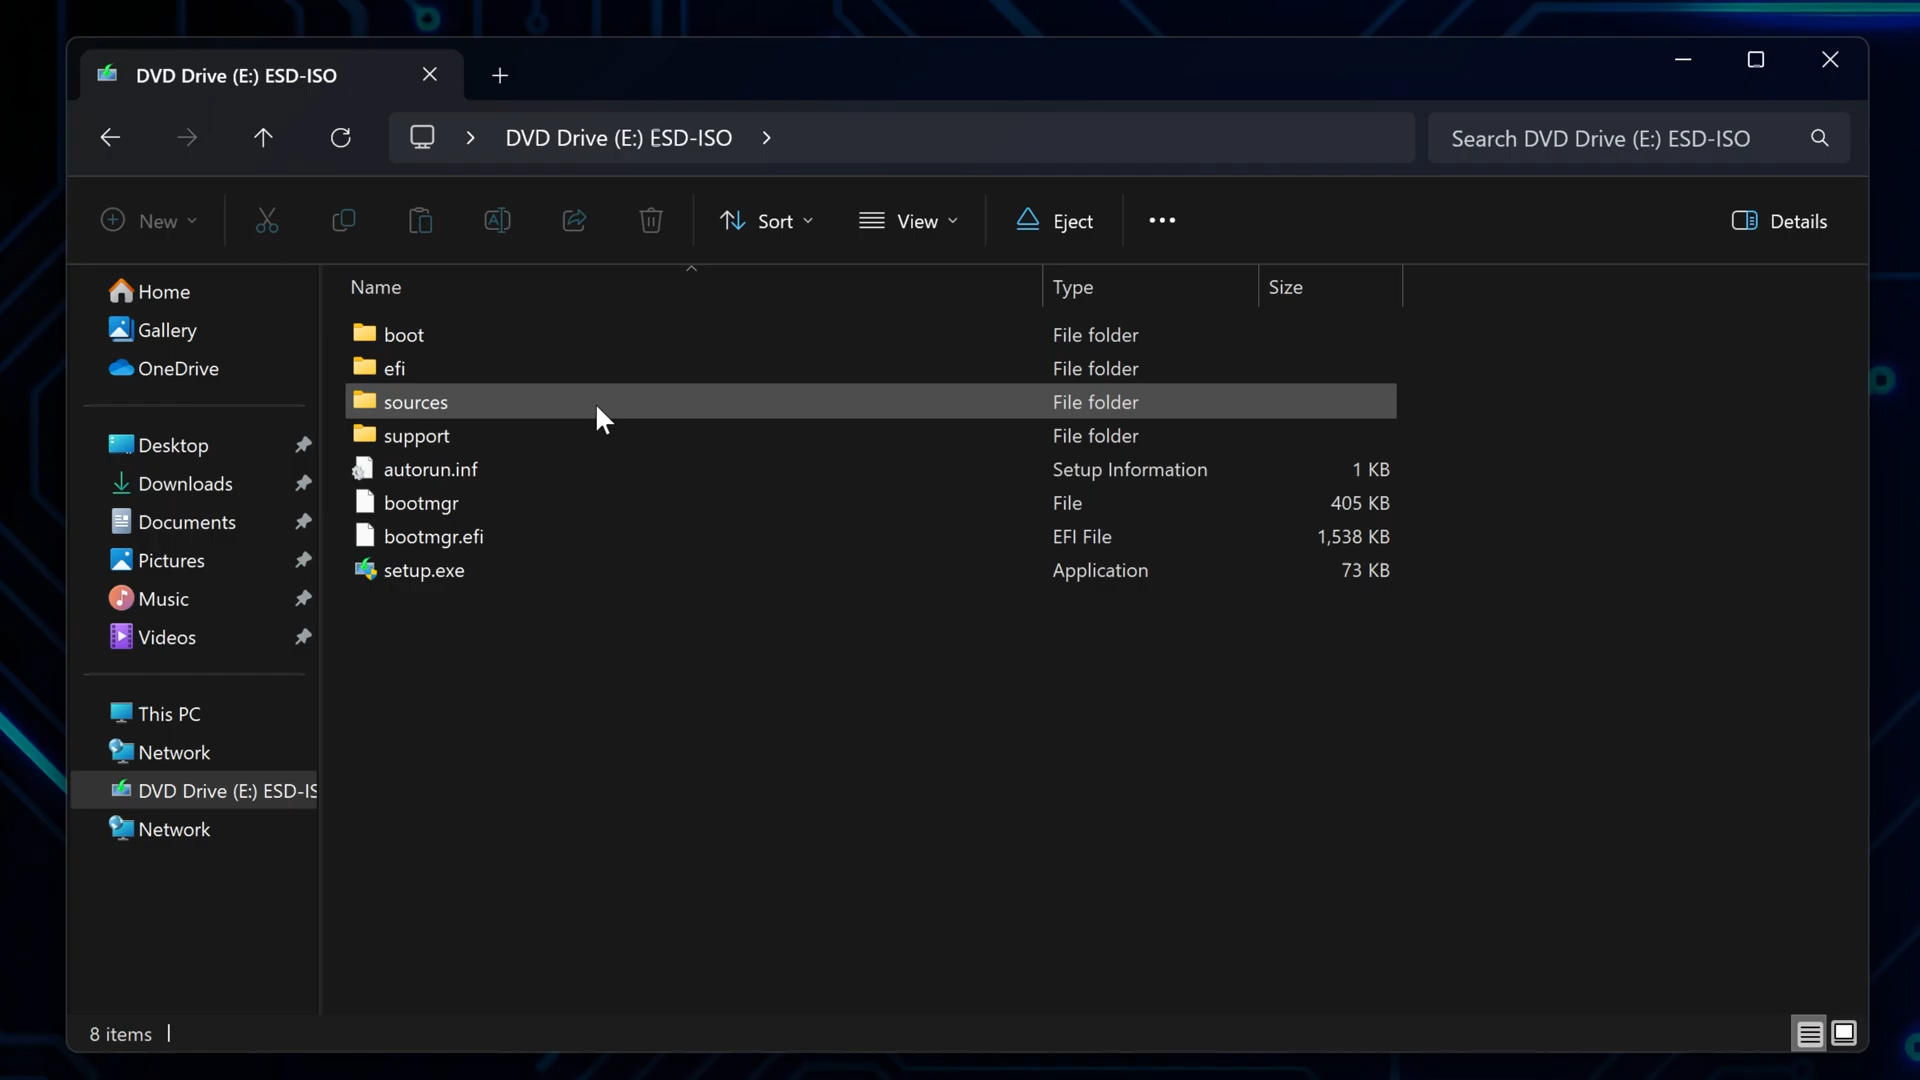 DVD Drive (E:) ESD-ISO
DVD Drive (E:) ESD-ISO
Search DVD Drive (E:) ESD-ISO
New
Sort
View
Eject
Details
Name Type Size
Home
Gallery
OneDrive
Desktop
Downloads
Documents
Pictures
Music
Videos
This PC
Network
DVD Drive (E:) ESD-IS
Network
boot File folder
efi File folder
sources File folder
support File folder
autorun.inf Setup Information 1 KB
bootmgr File 405 KB
bootmgr.efi EFI File 1,538 KB
setup.exe Application 73 KB
8 items